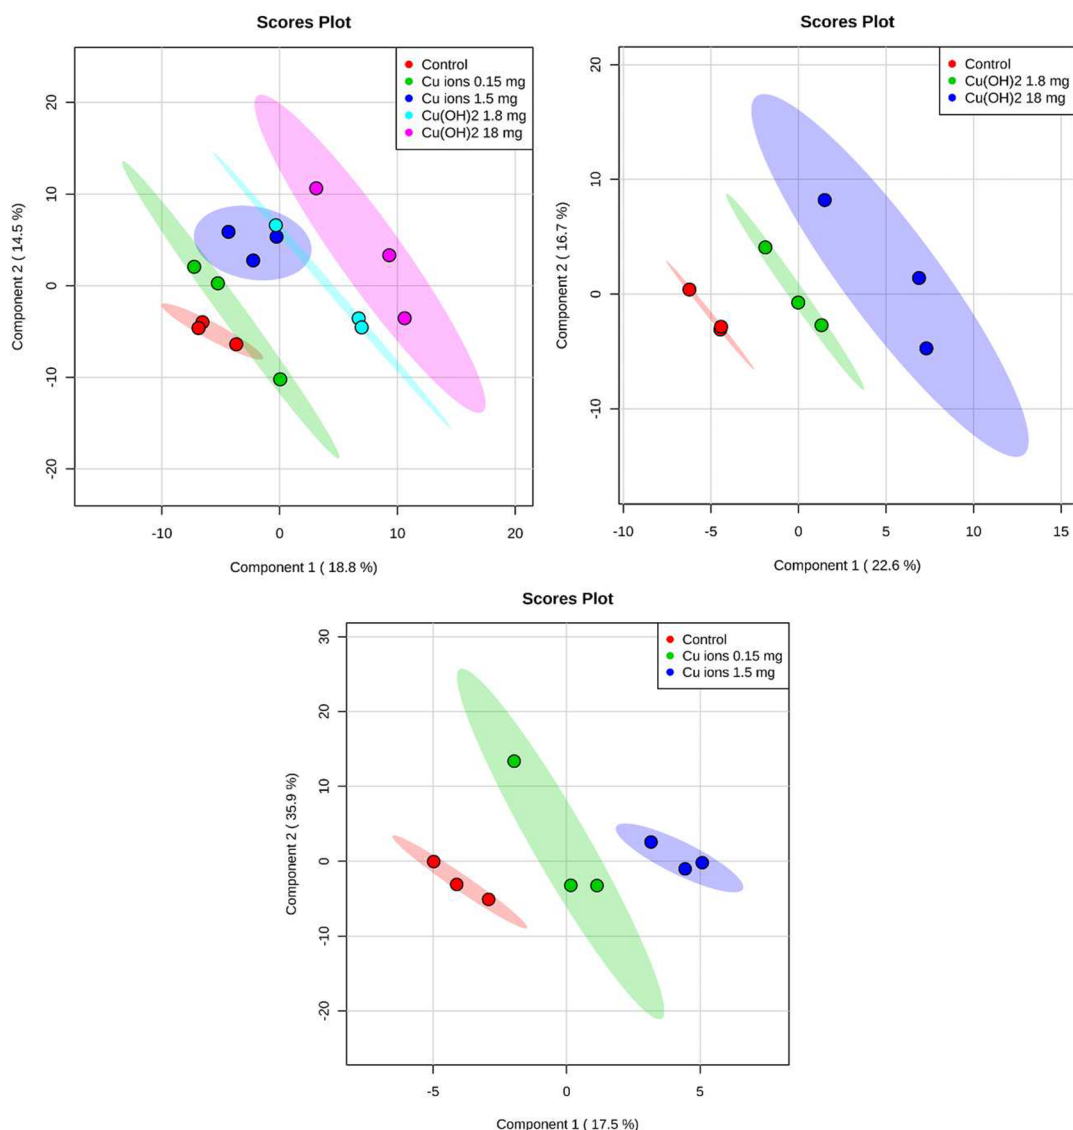 Scores Plot
Control
Cu ions 0.15 mg
Cu ions 1.5 mg
Cu(OH)2 1.8 mg
Cu(OH)2 18 mg
20
10
0
-10
-20
Component 2 ( 14.5 %)
-10
0
10
20
Component 1 ( 18.8 %)
Scores Plot
Control
Cu(OH)2 1.8 mg
Cu(OH)2 18 mg
20
10
0
-10
Component 2 ( 16.7 %)
-10
-5
0
5
10
15
Component 1 ( 22.6 %)
Scores Plot
Control
Cu ions 0.15 mg
Cu ions 1.5 mg
30
20
10
0
-10
-20
Component 2 ( 35.9 %)
-5
0
5
Component 1 ( 17.5 %)